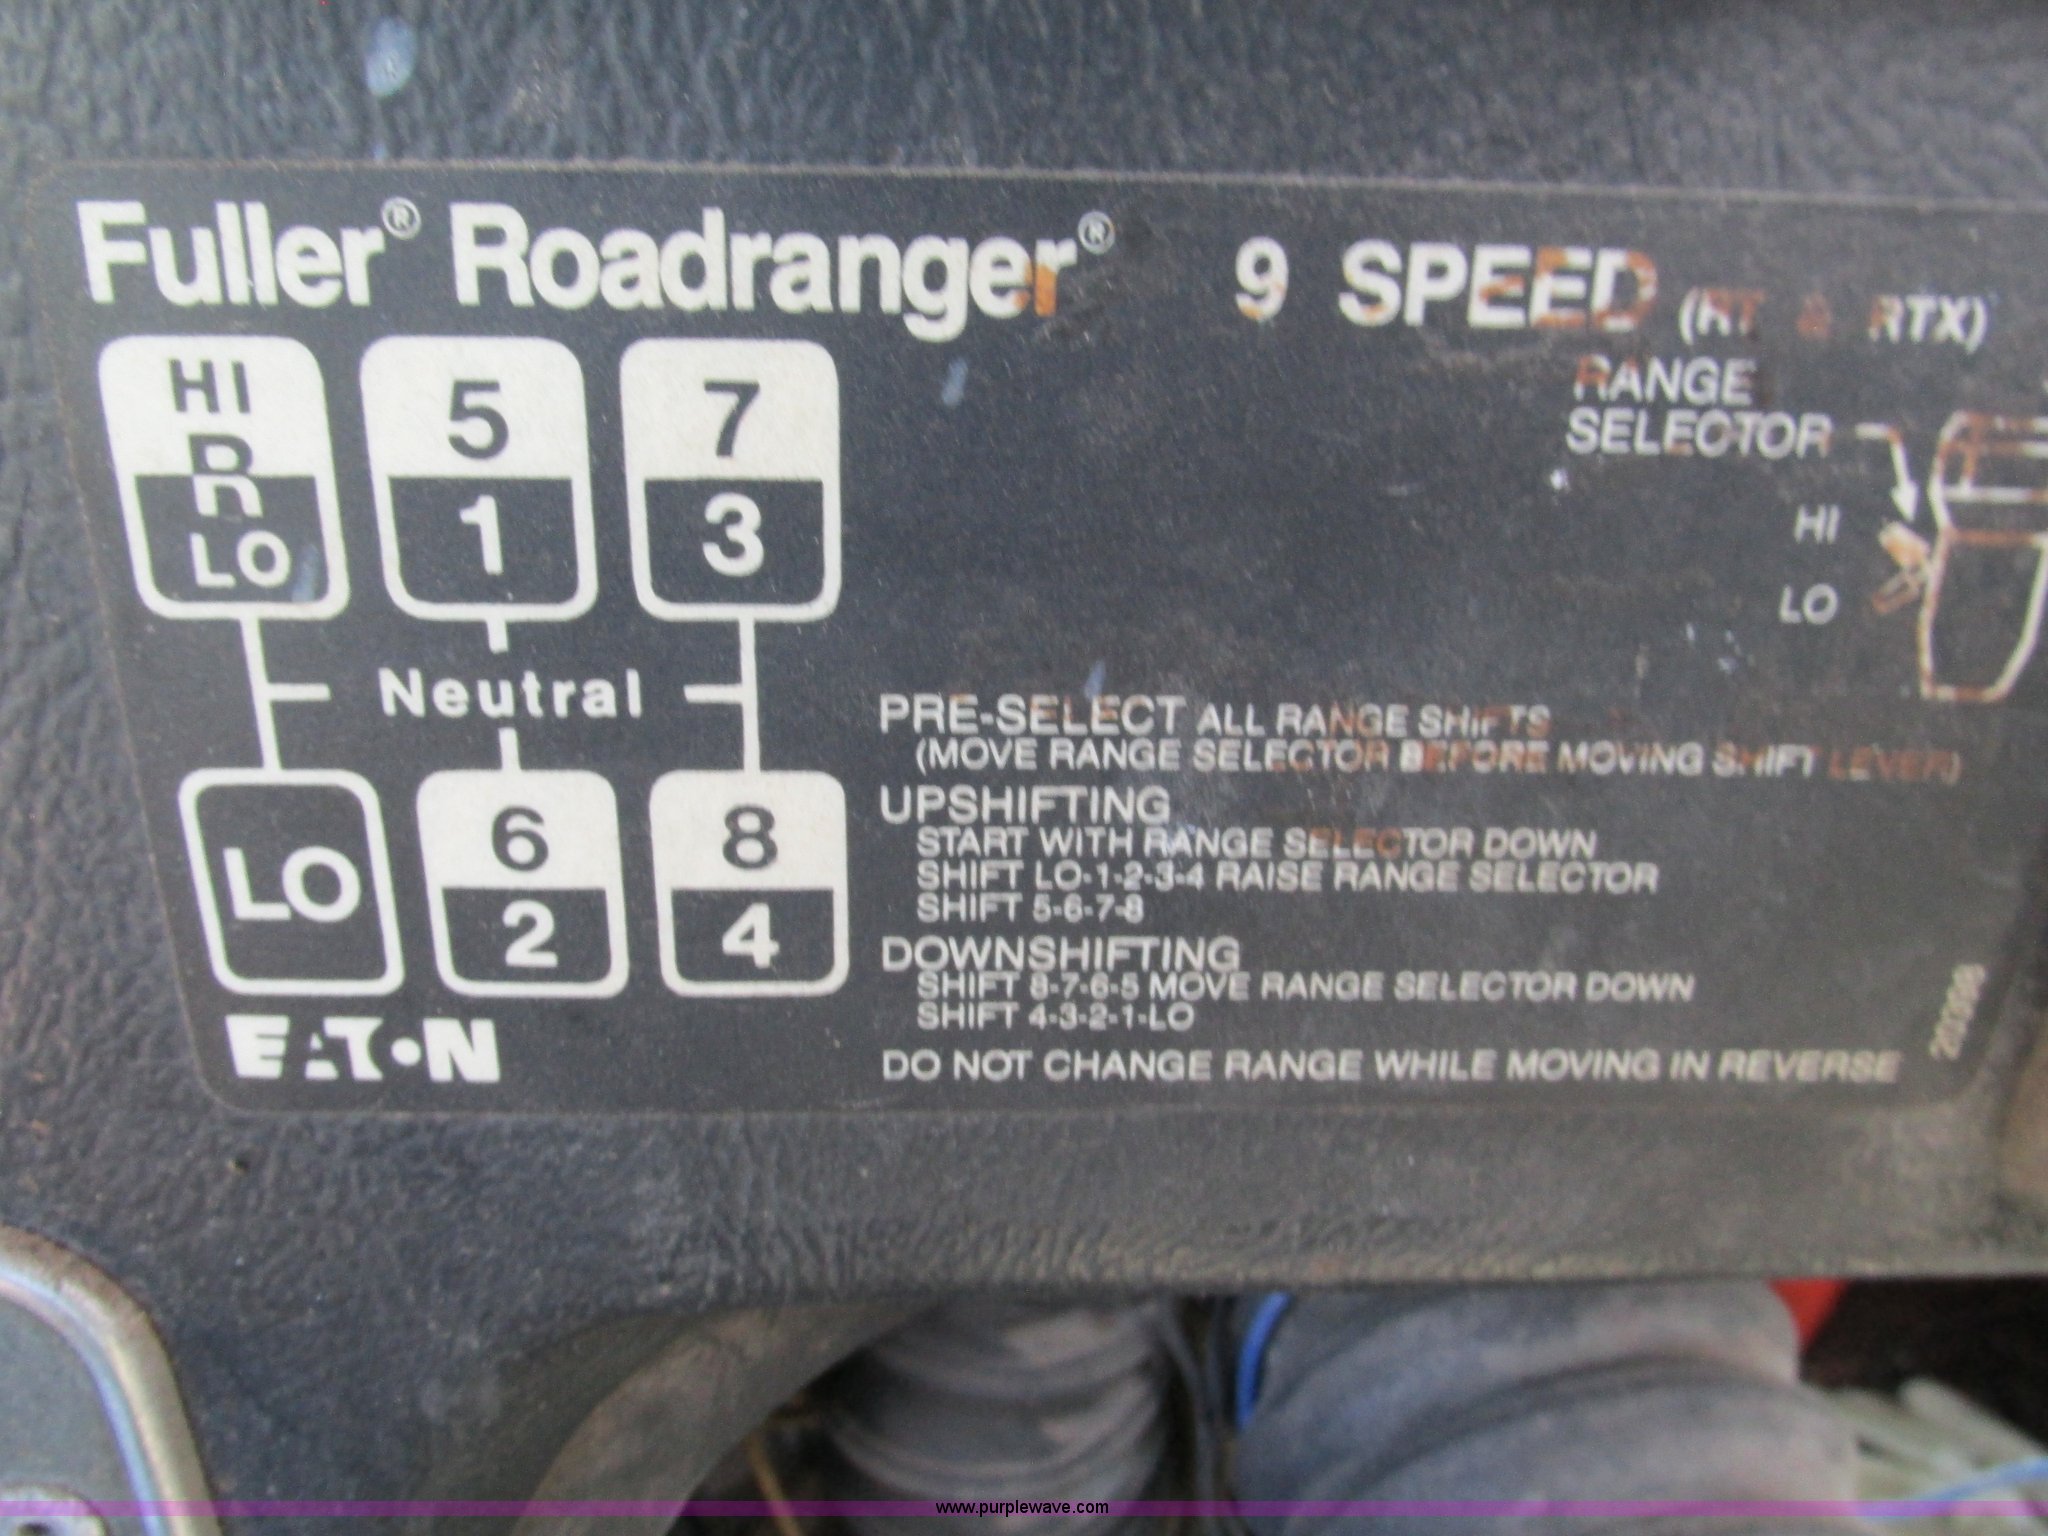 Fuller® Roadranger® 9 SPEED (RT & RTX)
HI
R
LO
5
1
7
3
RANGE
SELECTOR
HI
LO
Neutral
LO
6
2
8
4
PRE-SELECT ALL RANGE SHIFTS
(MOVE RANGE SELECTOR BEFORE MOVING SHIFT LEVER)
UPSHIFTING
START WITH RANGE SELECTOR DOWN
SHIFT LO-1-2-3-4 RAISE RANGE SELECTOR
SHIFT 5-6-7-8
DOWNSHIFTING
SHIFT 8-7-6-5 MOVE RANGE SELECTOR DOWN
SHIFT 4-3-2-1-LO
DO NOT CHANGE RANGE WHILE MOVING IN REVERSE
EAT•N
www.purplewave.com